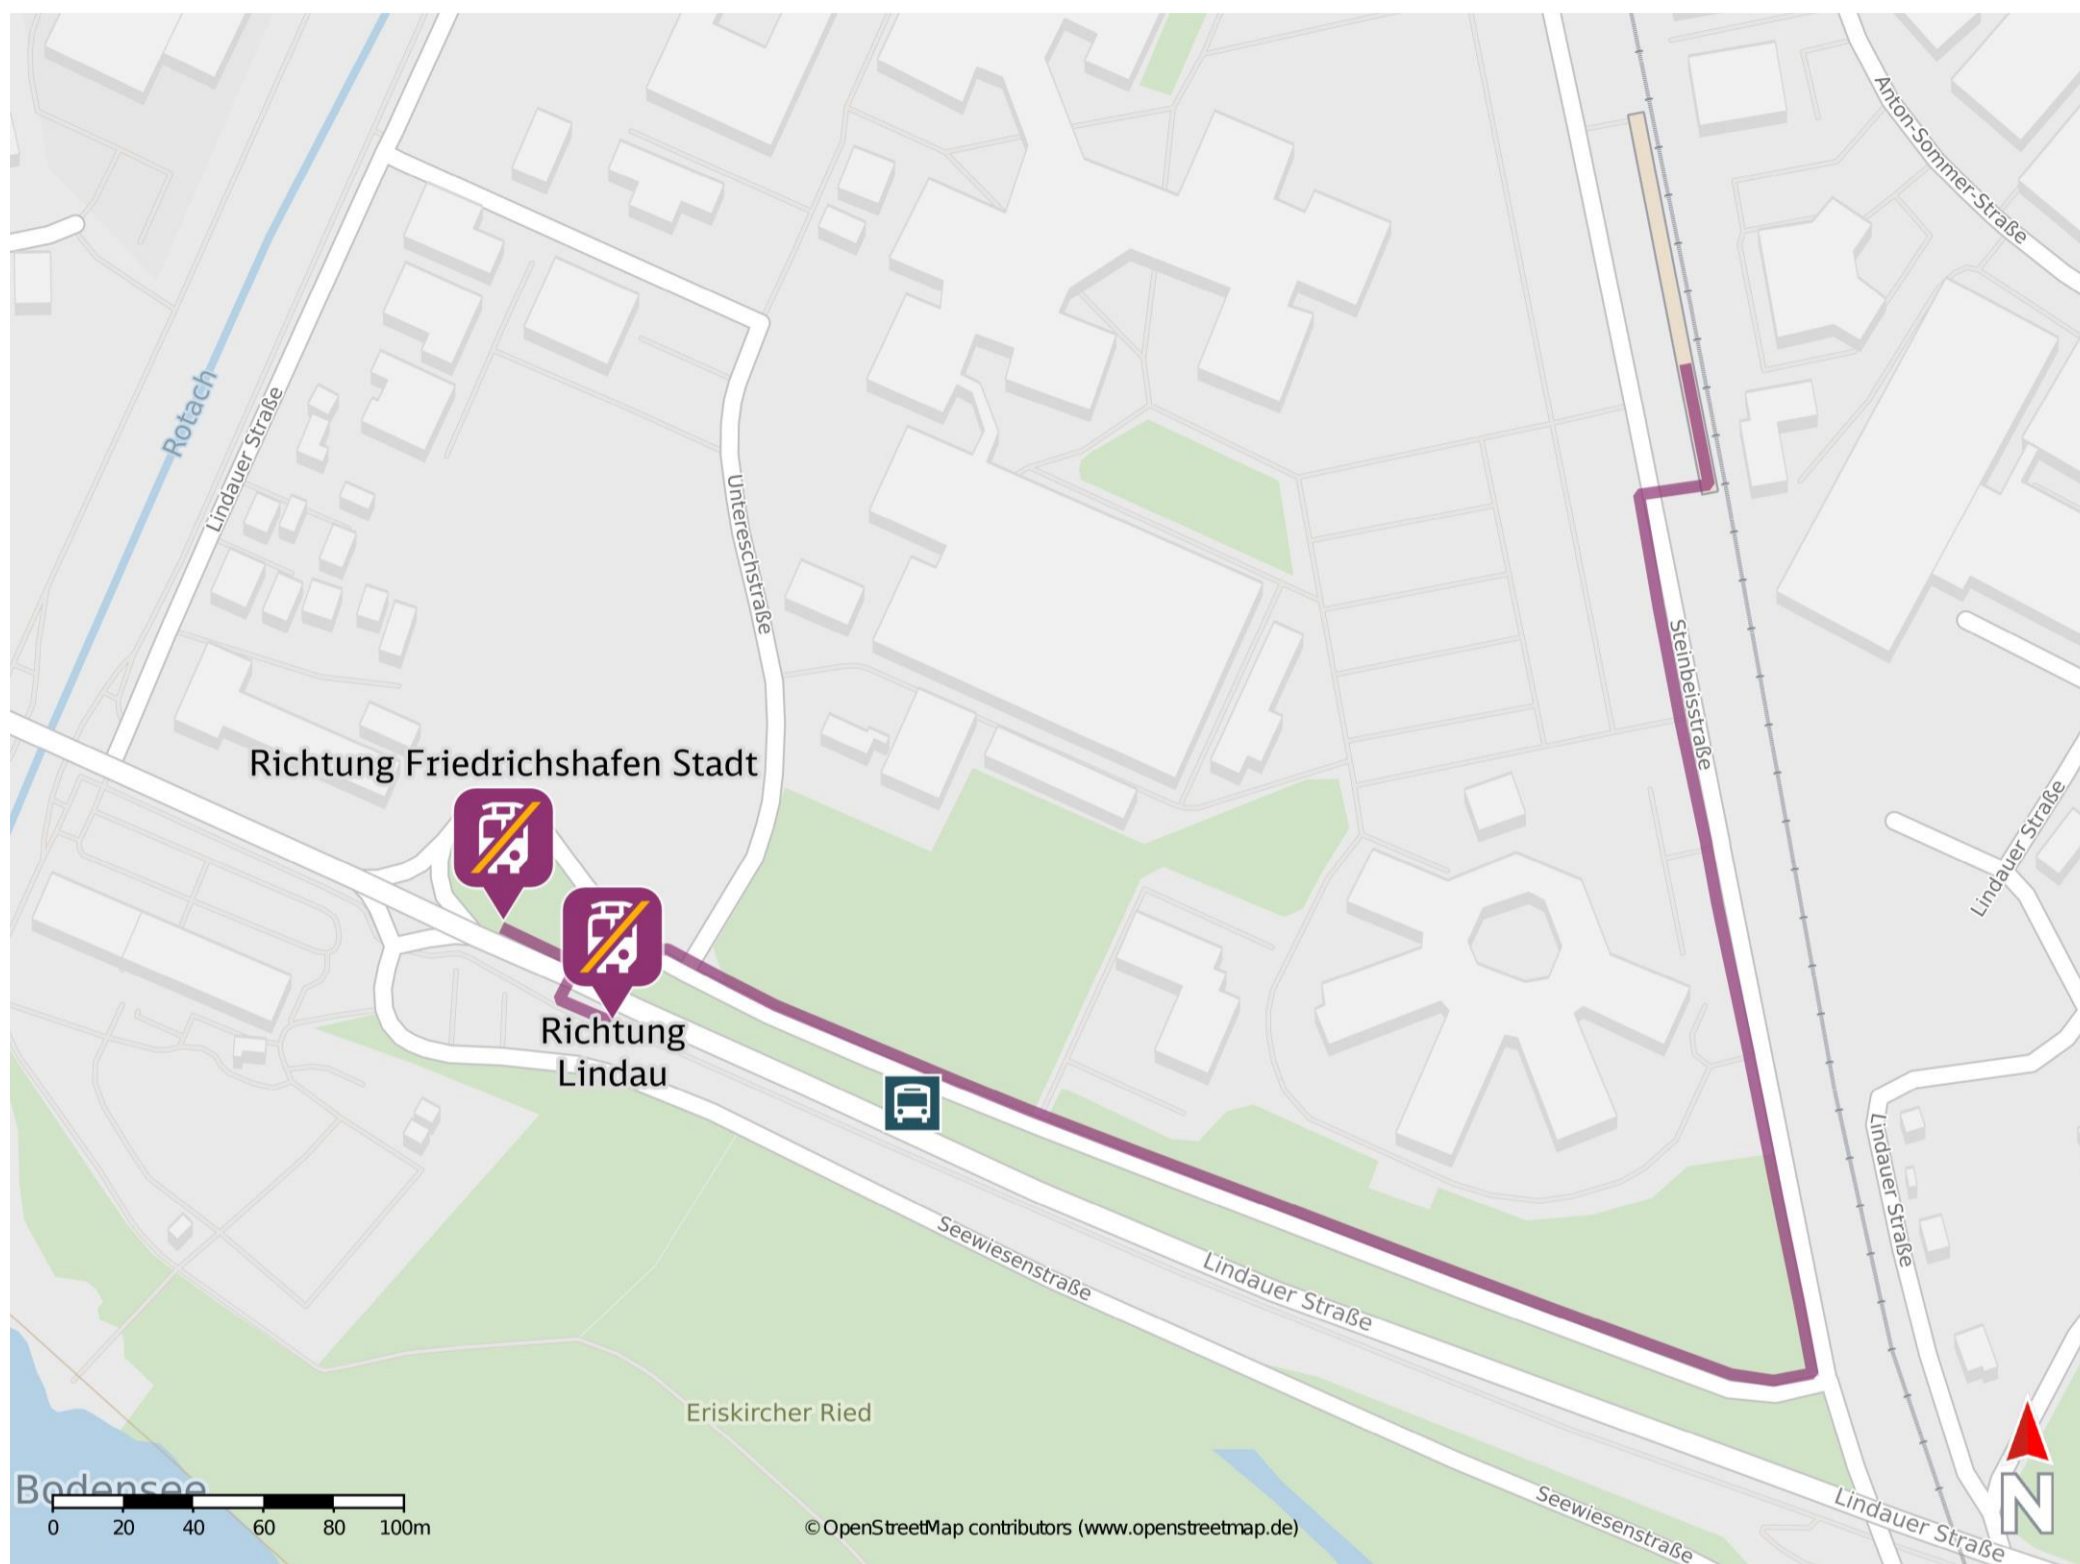 Anton-Sommer-Straße
Rotach
Lindauer Straße
Untereschstraße
Steinbeisstraße
Richtung Friedrichshafen Stadt
Lindauer Straße
Richtung
Lindau
Lindauer Straße
Seewiesenstraße
Lindauer Straße
Eriskircher Ried
Bodensee
Seewiesenstraße
Lindauer Straße
N
0 20 40 60 80 100m
© OpenStreetMap contributors (www.openstreetmap.de)